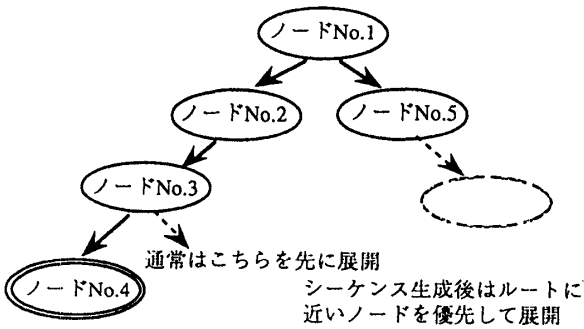 ノードNo.1
ノードNo.2
ノードNo.5
ノードNo.3
通常はこちらを先に展開
ノードNo.4
シーケンス生成後はルートに
近いノードを優先して展開